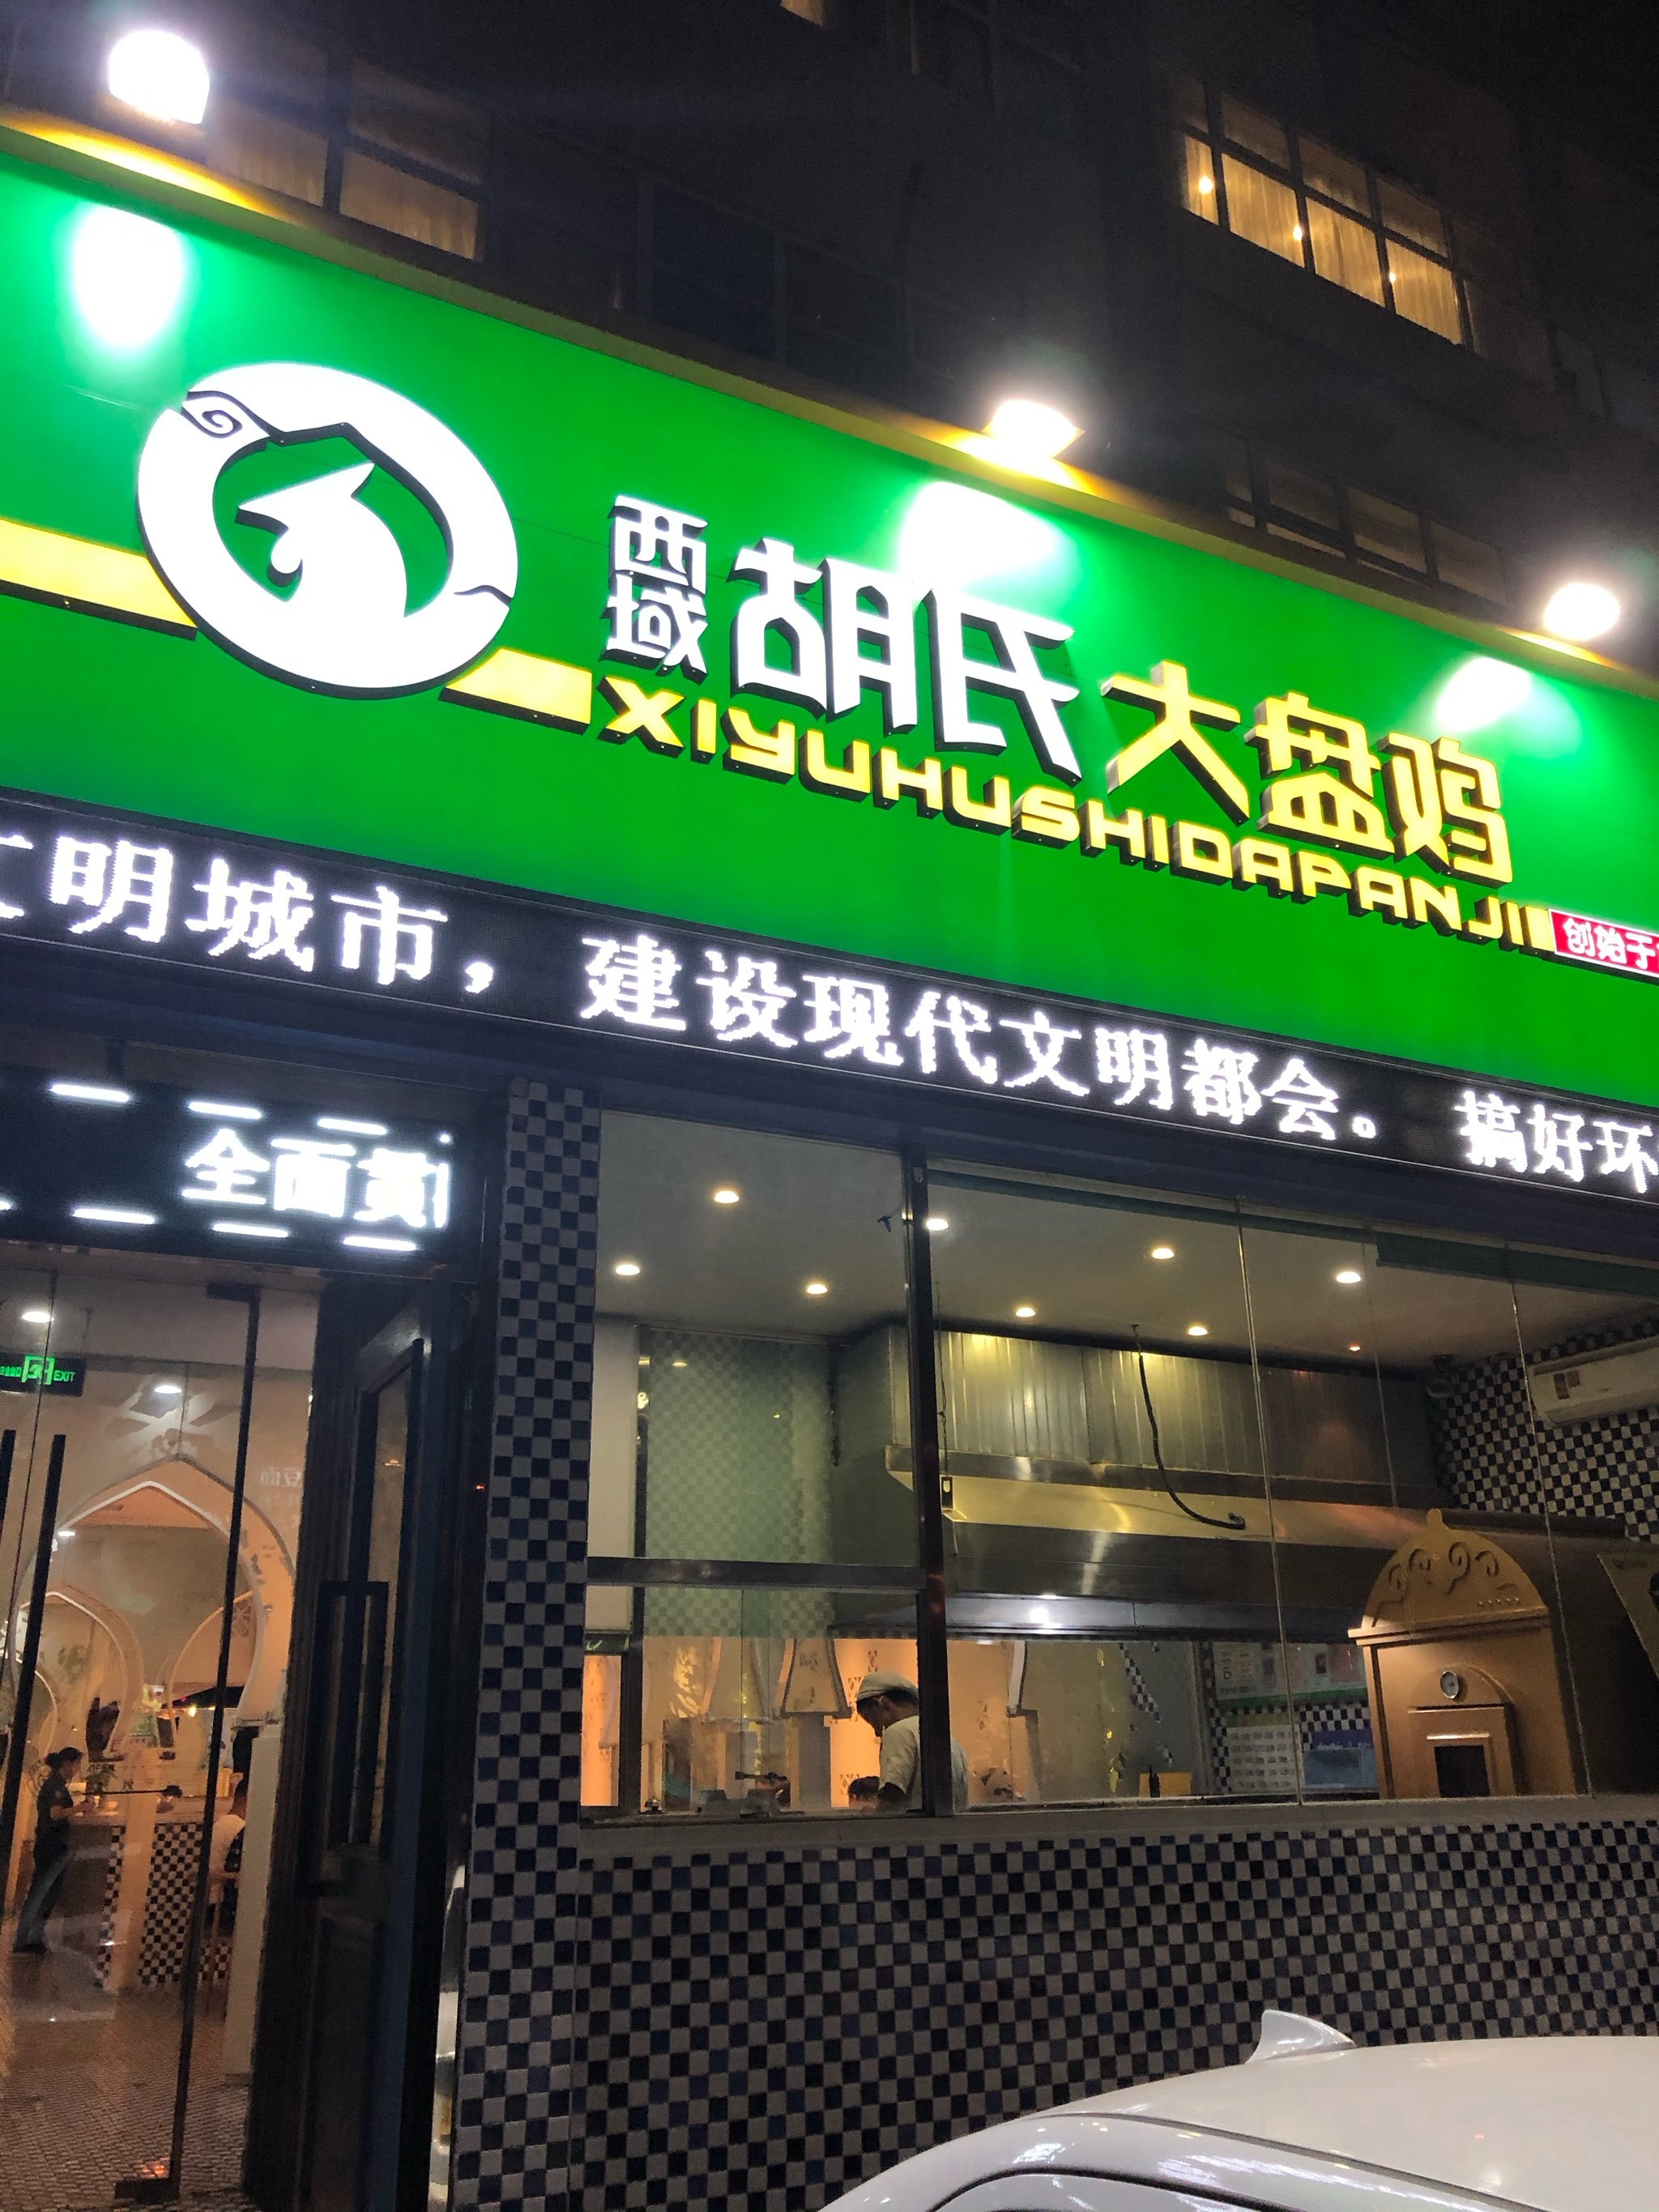 西域
胡氏大盘鸡
XIYUHUSHIDAPANJI
创始于
明城市，建设现代文明都会。 搞好环
全面贯
EXIT